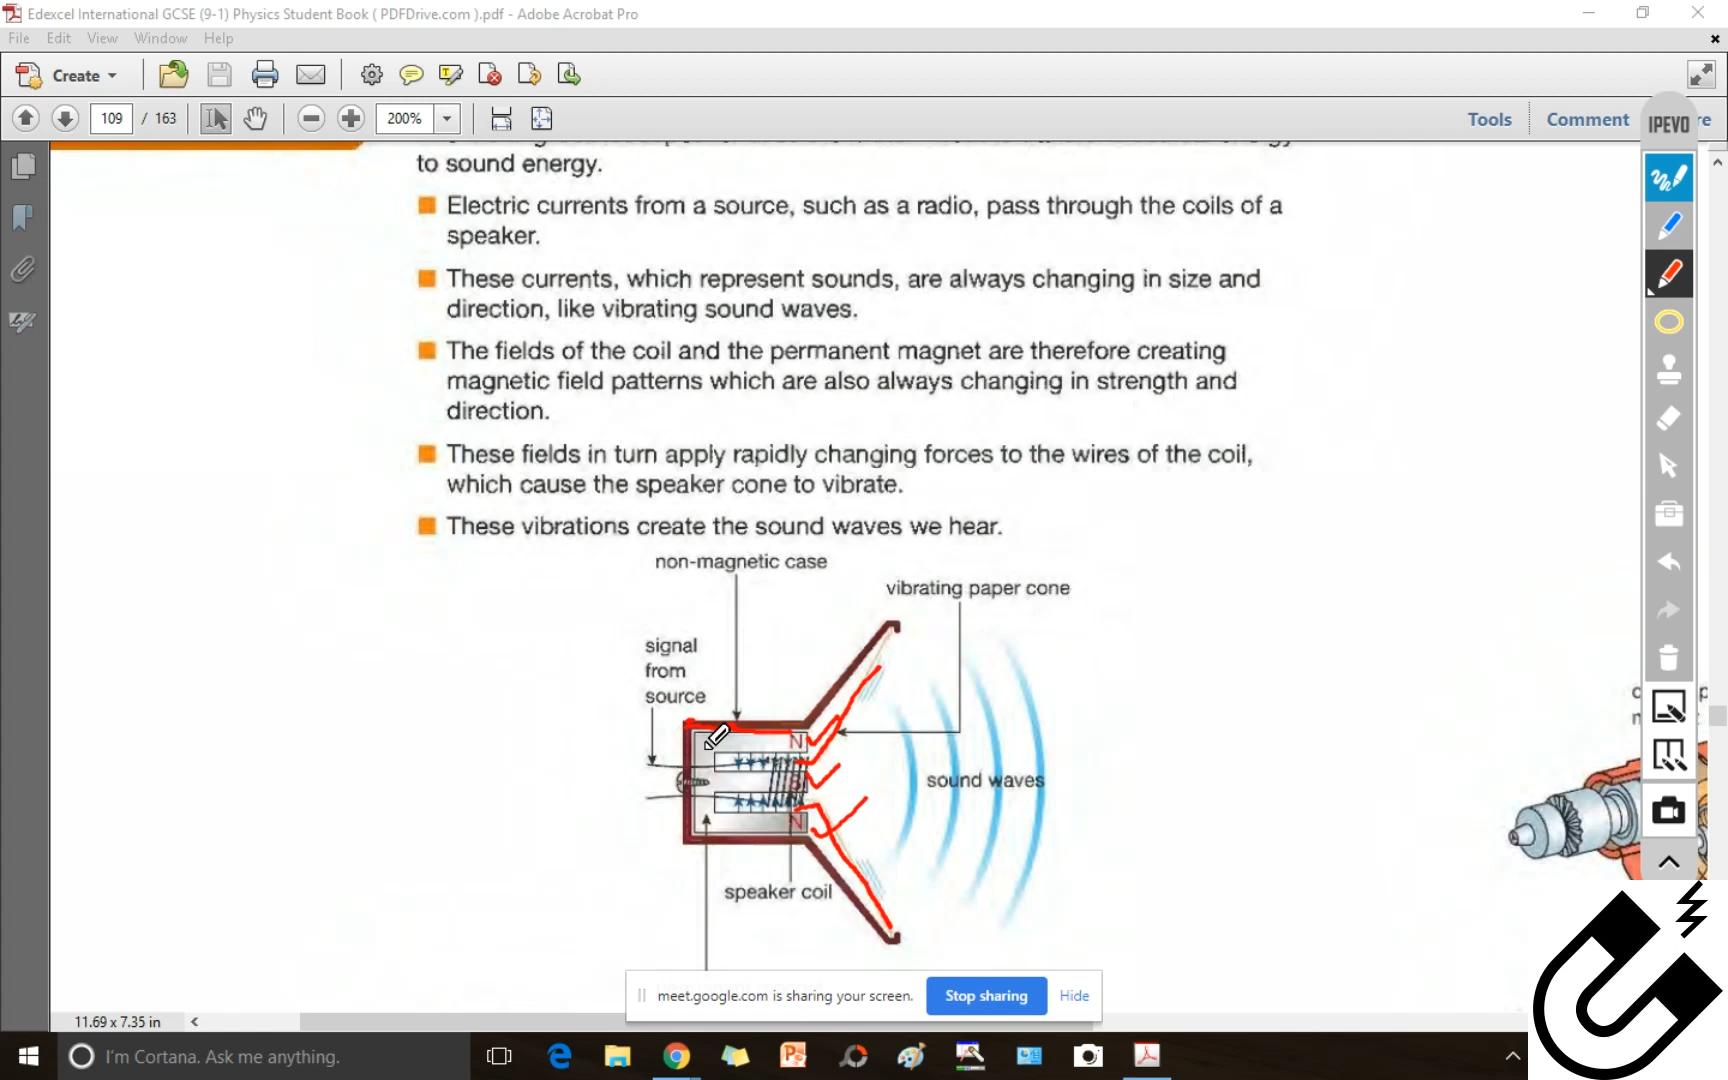 Edexcel International GCSE (9-1) Physics Student Book ( PDFDrive.com ).pdf - Adobe Acrobat Pro
File Edit View Window Help
Create
109 / 163 200% Tools Comment
IPEVO
to sound energy.
Electric currents from a source, such as a radio, pass through the coils of a
speaker.
These currents, which represent sounds, are always changing in size and
direction, like vibrating sound waves.
The fields of the coil and the permanent magnet are therefore creating
magnetic field patterns which are also always changing in strength and
direction.
These fields in turn apply rapidly changing forces to the wires of the coil,
which cause the speaker cone to vibrate.
These vibrations create the sound waves we hear.
non-magnetic case
vibrating paper cone
signal
from
source
N
S
N
sound waves
speaker coil
meet.google.com is sharing your screen. Stop sharing Hide
11.69 x 7.35 in
I'm Cortana. Ask me anything.